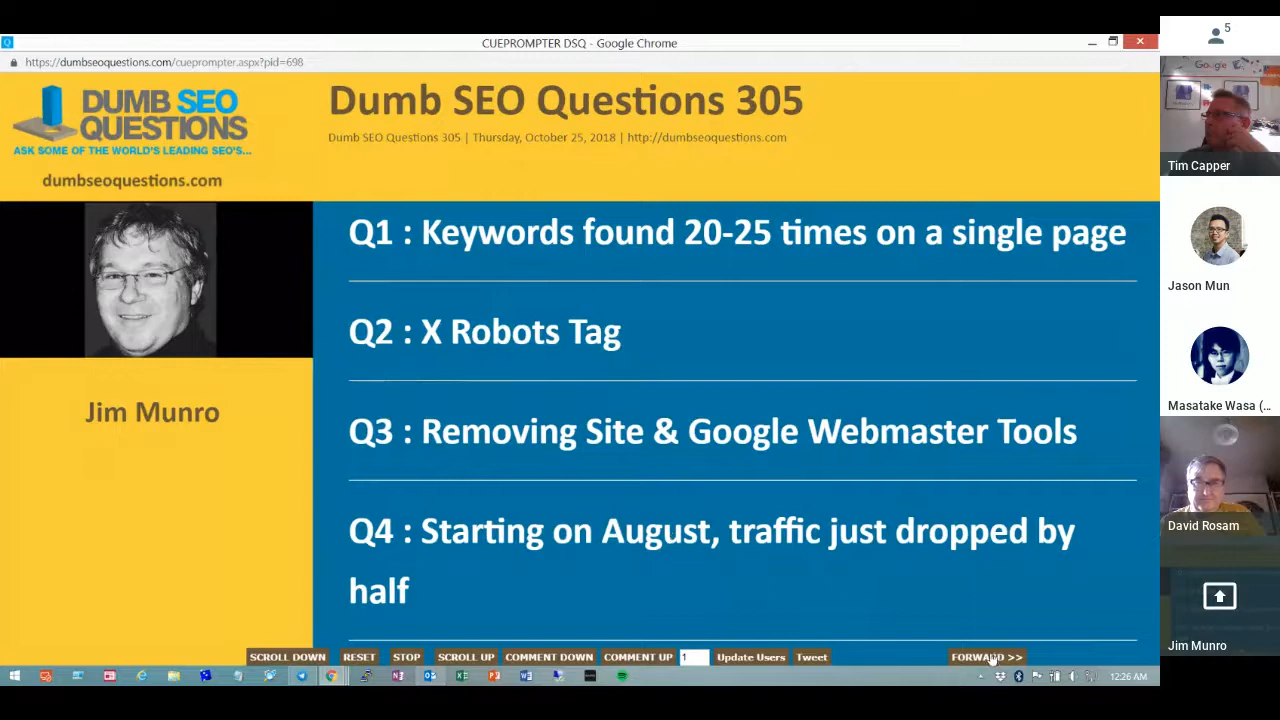 CUEPROMPTER DSQ - Google Chrome
https://dumbseoquestions.com/cueprompter.aspx?pid=698
DUMB SEO
QUESTIONS
ASK SOME OF THE WORLD'S LEADING SEO'S...
dumbseoquestions.com
Dumb SEO Questions 305
Dumb SEO Questions 305 | Thursday, October 25, 2018 | http://dumbseoquestions.com
Jim Munro
Q1 : Keywords found 20-25 times on a single page
Q2 : X Robots Tag
Q3 : Removing Site & Google Webmaster Tools
Q4 : Starting on August, traffic just dropped by
half
SCROLL DOWN RESET STOP SCROLL UP COMMENT DOWN COMMENT UP 1 Update Users Tweet FORWARD >>
12:26 AM
5
Google
Tim Capper
Jason Mun
Masatake Wasa (...
David Rosam
Jim Munro